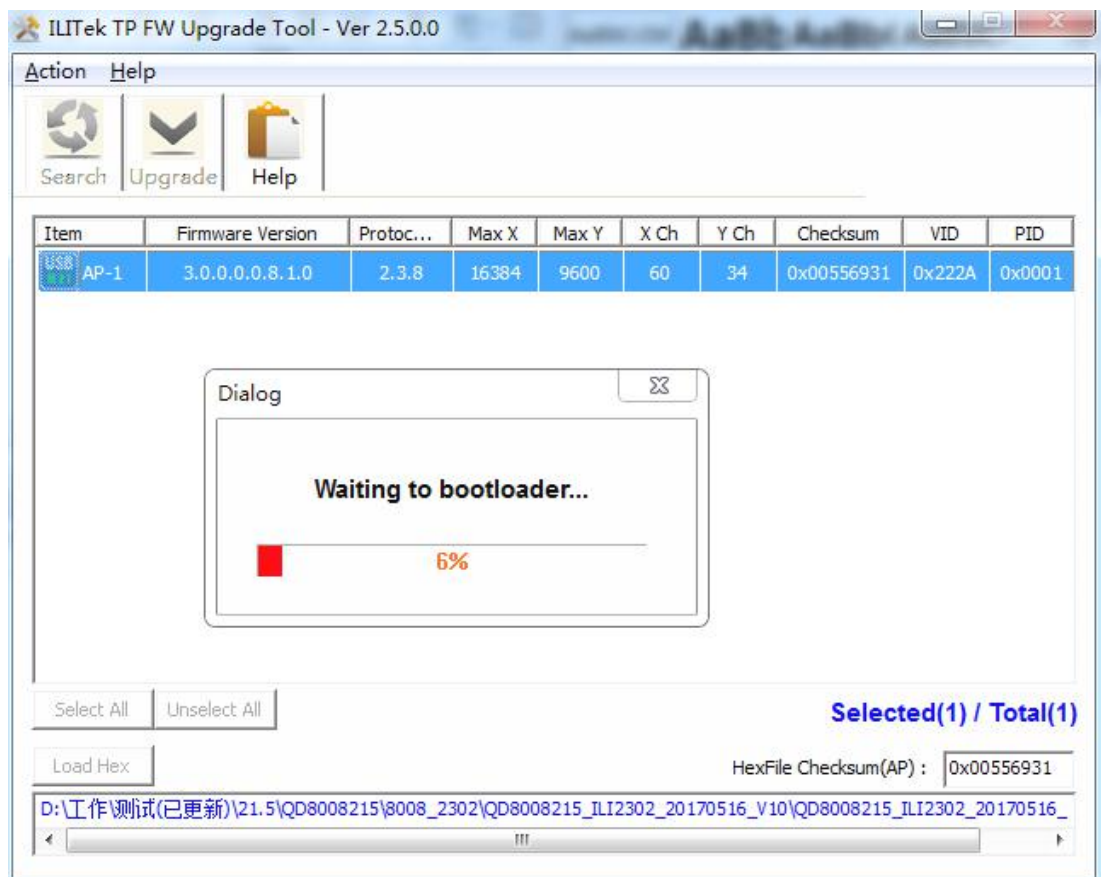 ILITek TP FW Upgrade Tool - Ver 2.5.0.0
Action Help
Search Upgrade Help
Item Firmware Version Protoc... Max X Max Y X Ch Y Ch Checksum VID PID
USB AP-1 3.0.0.0.0.8.1.0 2.3.8 16384 9600 60 34 0x00556931 0x222A 0x0001
Dialog
Waiting to bootloader...
6%
Select All Unselect All Selected(1) / Total(1)
Load Hex HexFile Checksum(AP) : 0x00556931
D:\工作\测试(已更新)\21.5\QD8008215\8008_2302\QD8008215_ILI2302_20170516_V10\QD8008215_ILI2302_20170516_